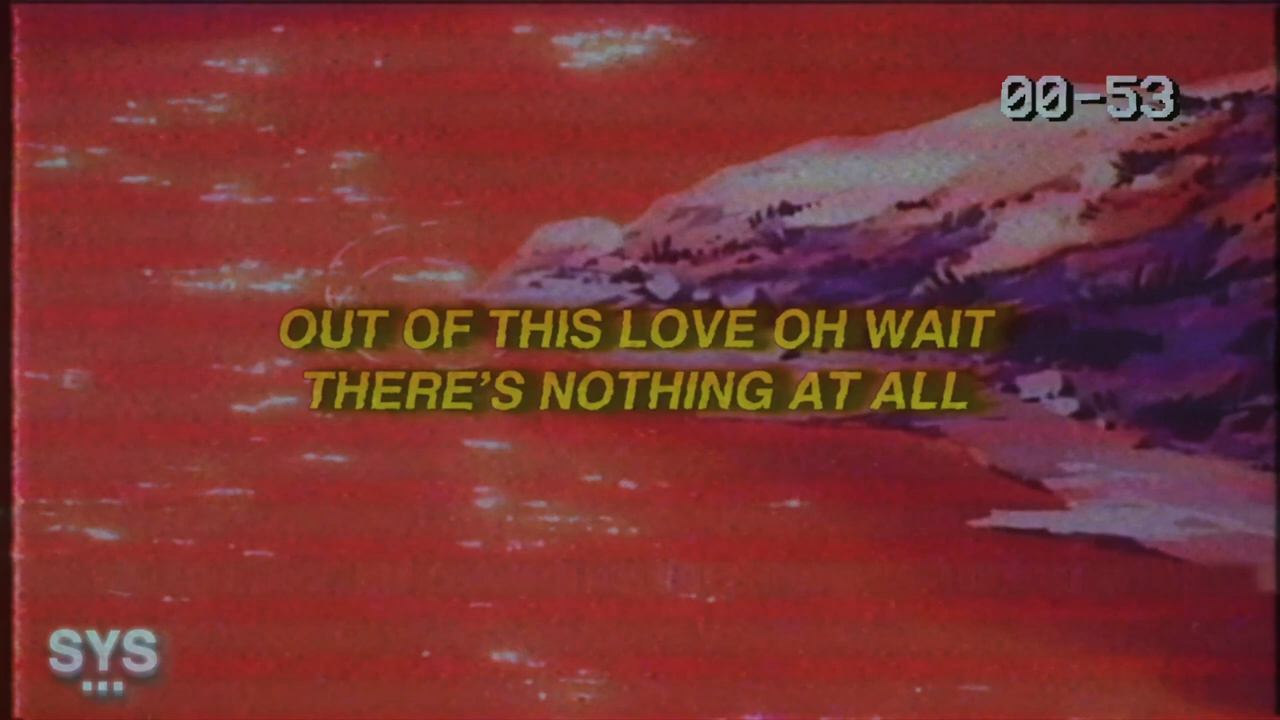 00-53
OUT OF THIS LOVE OH WAIT
THERE’S NOTHING AT ALL
SYS
...